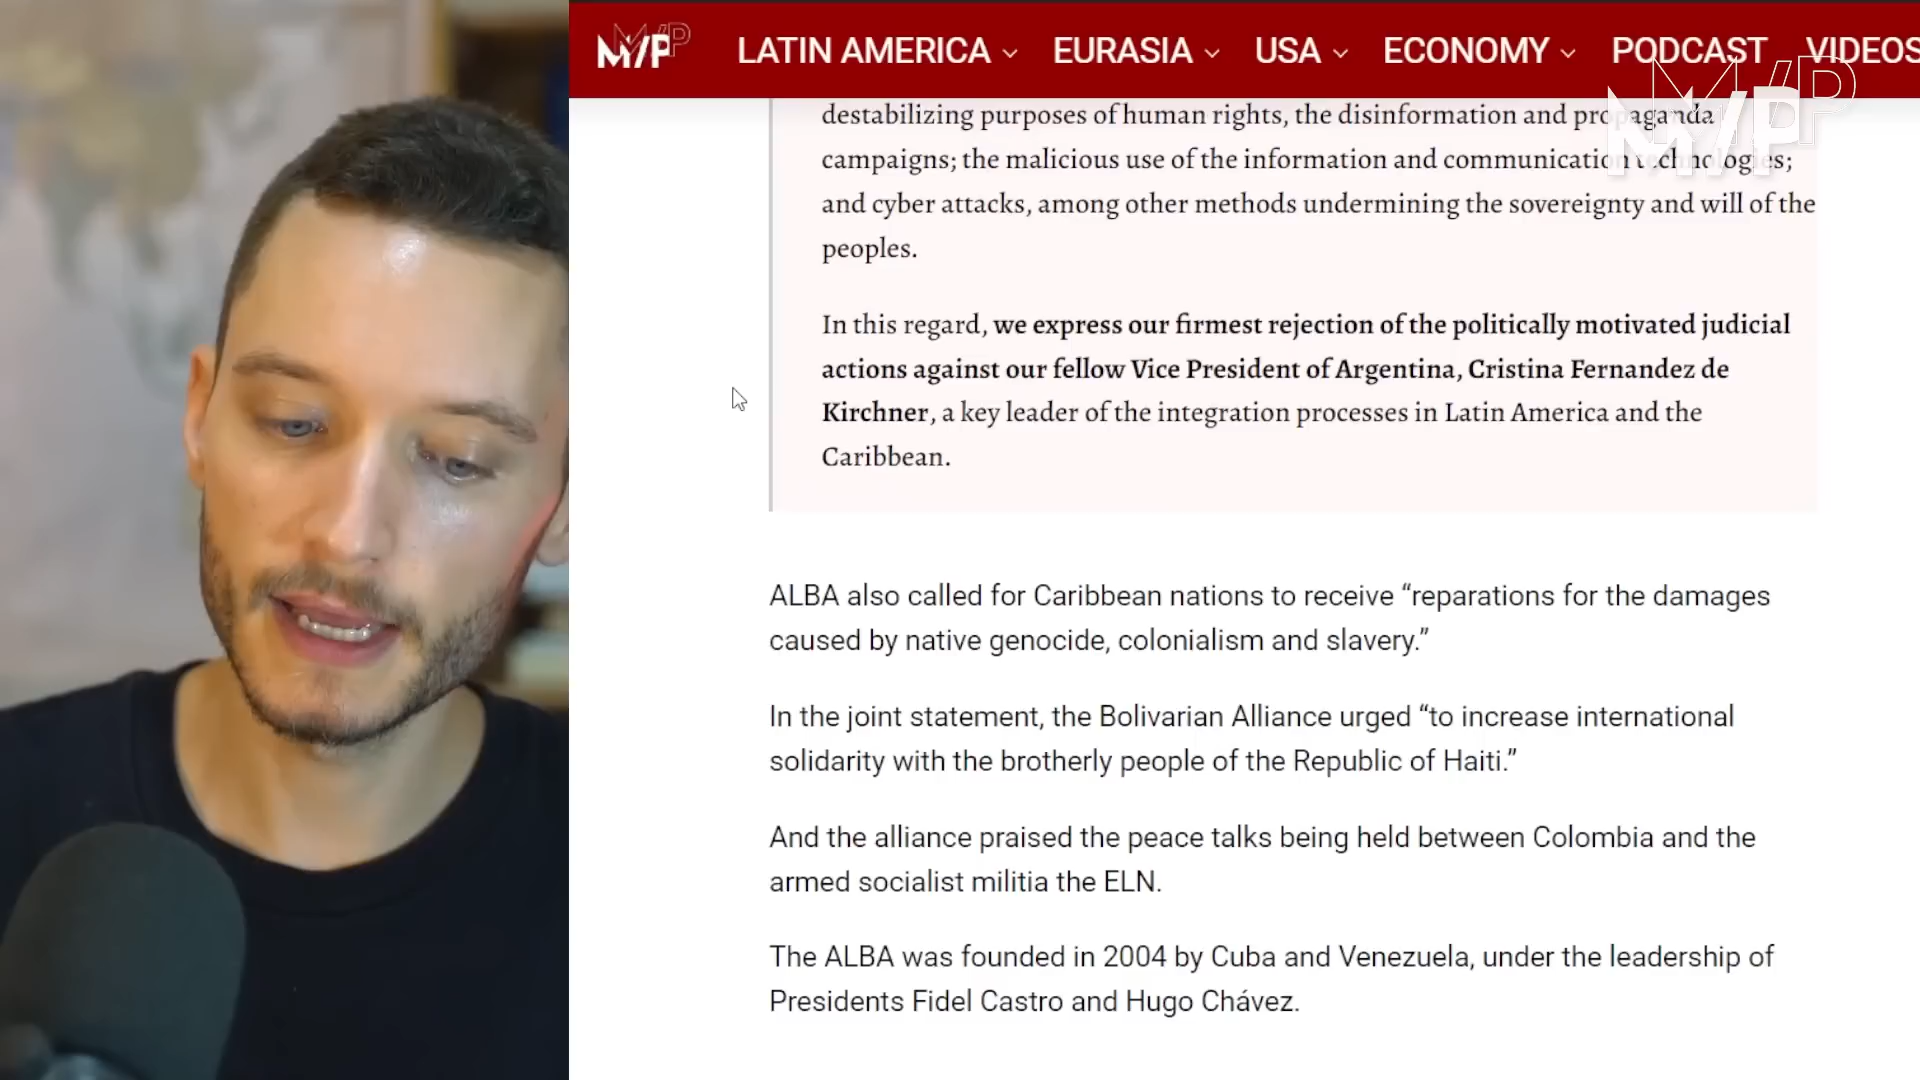 M/P
LATIN AMERICA
EURASIA
USA
ECONOMY
PODCAST
VIDEOS
M/P
destabilizing purposes of human rights, the disinformation and propaganda
campaigns; the malicious use of the information and communication technologies;
and cyber attacks, among other methods undermining the sovereignty and will of the
peoples.
In this regard, we express our firmest rejection of the politically motivated judicial
actions against our fellow Vice President of Argentina, Cristina Fernandez de
Kirchner, a key leader of the integration processes in Latin America and the
Caribbean.
ALBA also called for Caribbean nations to receive “reparations for the damages
caused by native genocide, colonialism and slavery.”
In the joint statement, the Bolivarian Alliance urged “to increase international
solidarity with the brotherly people of the Republic of Haiti.”
And the alliance praised the peace talks being held between Colombia and the
armed socialist militia the ELN.
The ALBA was founded in 2004 by Cuba and Venezuela, under the leadership of
Presidents Fidel Castro and Hugo Chávez.